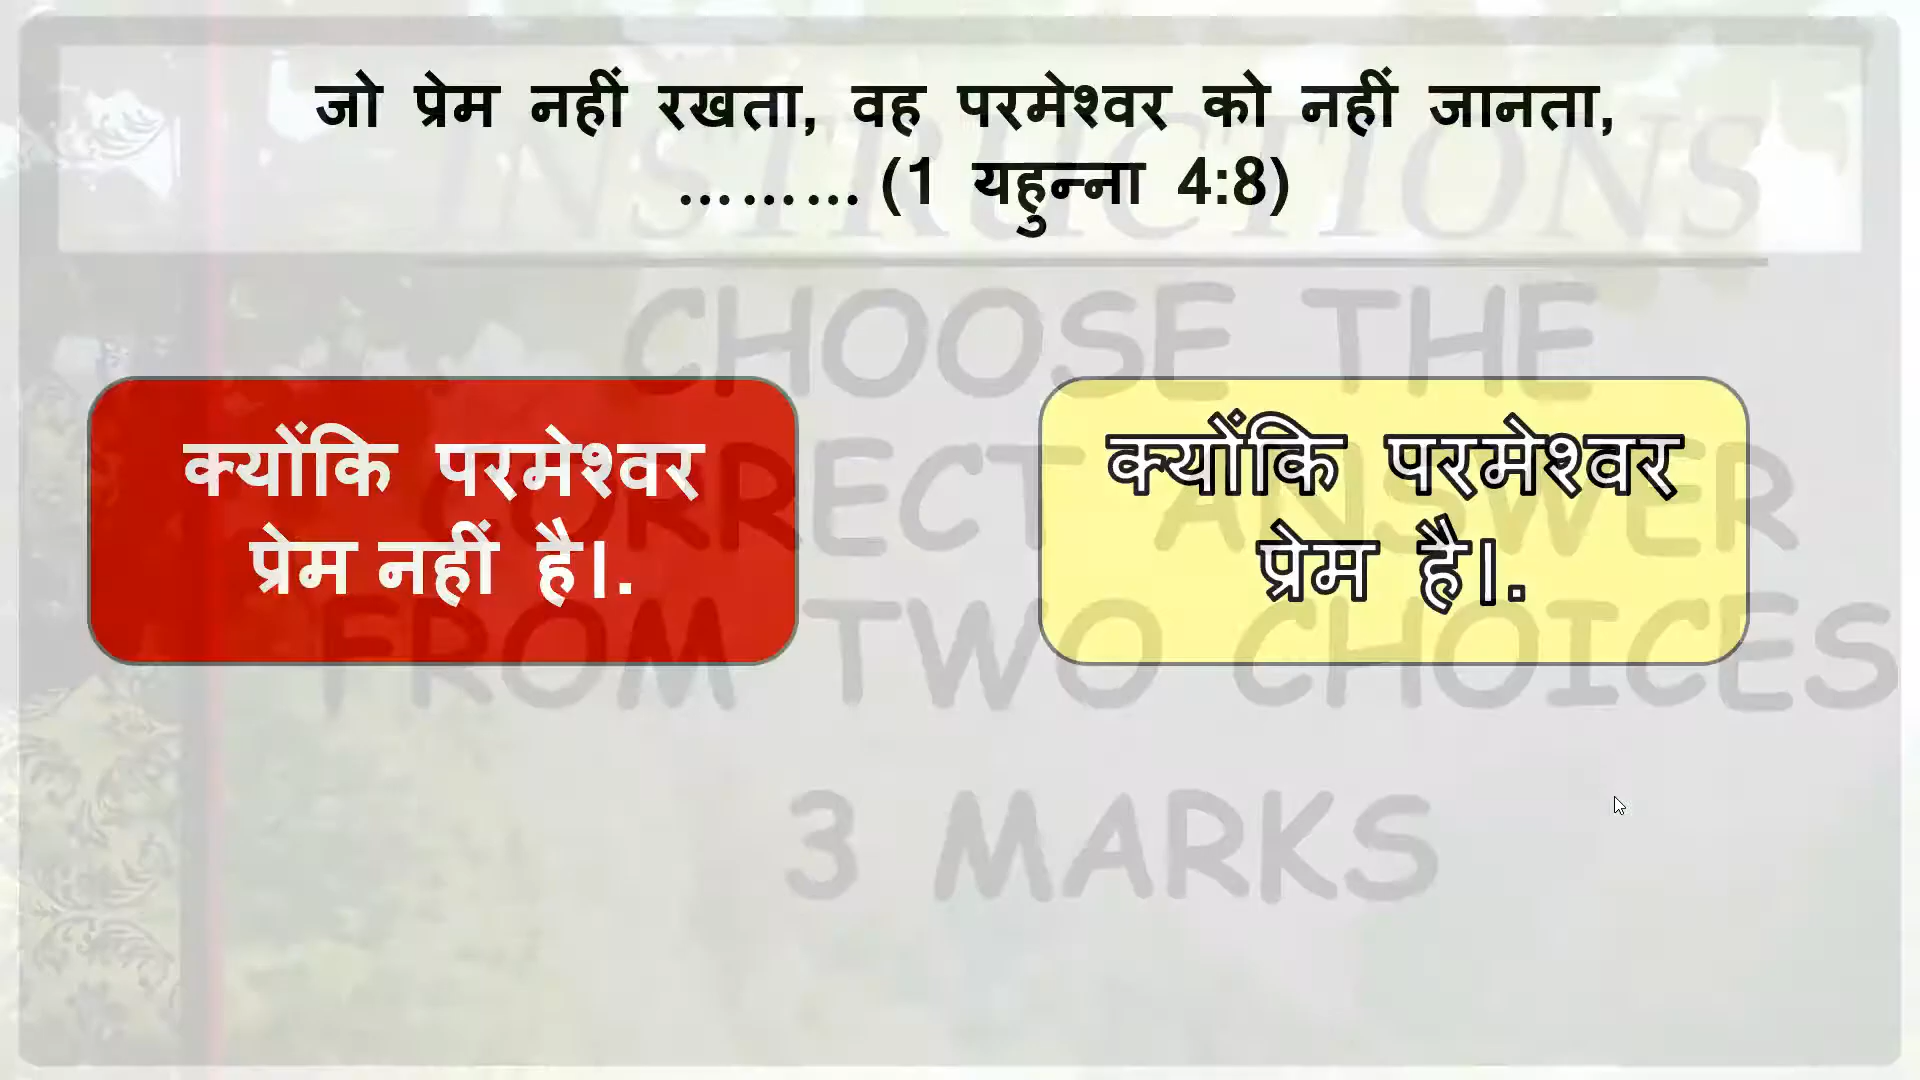 जो प्रेम नहीं रखता, वह परमेश्वर को नहीं जानता,
……… (1 यहुन्ना 4:8)
INSTRUCTIONS
CHOOSE THE
CORRECT ANSWER
FROM TWO CHOICES
3 MARKS
क्योंकि परमेश्वर
प्रेम नहीं है।.
क्योंकि परमेश्वर
प्रेम है।.